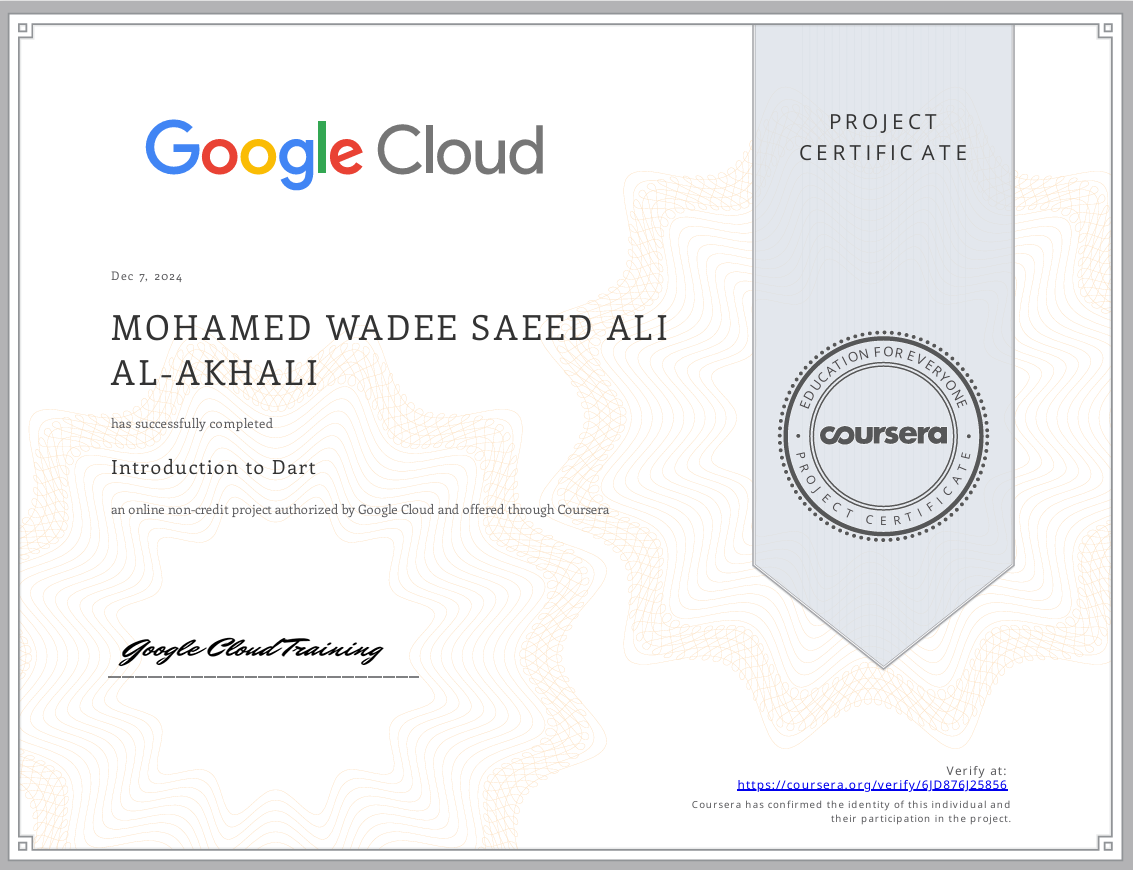 Google Cloud
PROJECT
CERTIFICATE
Dec 7, 2024
MOHAMED WADEE SAEED ALI
AL-AKHALI
has successfully completed
Introduction to Dart
an online non-credit project authorized by Google Cloud and offered through Coursera
EDUCATION FOR EVERYONE
coursera
PROJECT CERTIFICATE
Google Cloud Training
Verify at:
https://coursera.org/verify/6JD876J25856
Coursera has confirmed the identity of this individual and
their participation in the project.